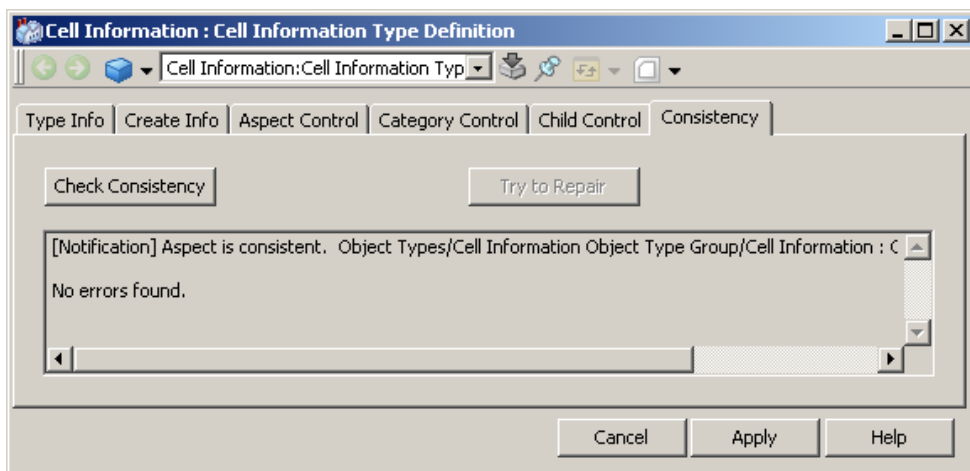 Cell Information : Cell Information Type Definition
Cell Information:Cell Information Typ
Type Info Create Info Aspect Control Category Control Child Control Consistency
Check Consistency Try to Repair
[Notification] Aspect is consistent. Object Types/Cell Information Object Type Group/Cell Information : C
No errors found.
Cancel Apply Help